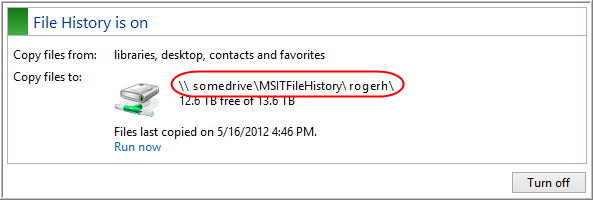 File History is on
Copy files from: libraries, desktop, contacts and favorites
Copy files to: \\ somedrive\MSITFileHistory\ rogerh\
12.6 TB free of 13.6 TB
Files last copied on 5/16/2012 4:46 PM.
Run now
Turn off